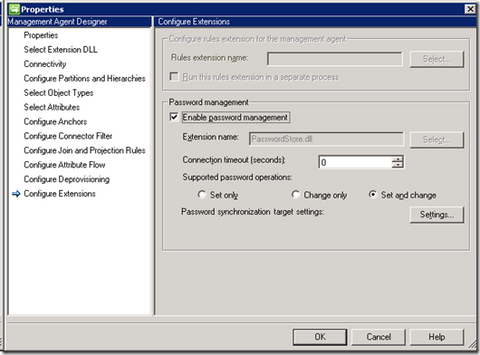 Properties
Management Agent Designer
Properties
Select Extension DLL
Connectivity
Configure Partitions and Hierarchies
Select Object Types
Select Attributes
Configure Anchors
Configure Connector Filter
Configure Join and Projection Rules
Configure Attribute Flow
Configure Deprovisioning
Configure Extensions
Configure Extensions
Configure rules extension for the management agent
Rules extension name:
Select...
Run this rules extension in a separate process
Password management
Enable password management
Extension name: PasswordStore.dll Select...
Connection timeout (seconds): 0
Supported password operations:
Set only Change only Set and change
Password synchronization target settings: Settings...
OK Cancel Help